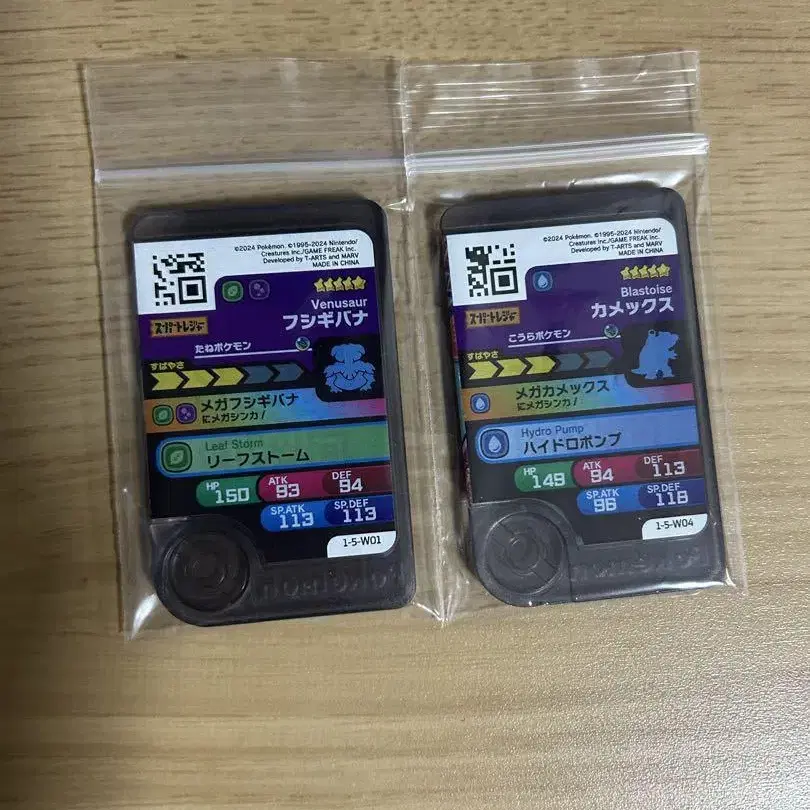 ©2024 Pokémon. ©1995-2024 Nintendo/
Creatures Inc./GAME FREAK inc.
Developed by T-ARTS and MARV
MADE IN CHINA
Venusaur
フシギバナ
スーパートレジャー
たねポケモン
すばやさ
メガフシギバナ
にメガシンカ!
Leaf Storm
リーフストーム
HP 150
ATK 93
DEF 94
SP.ATK 113
SP.DEF 113
1-5-W01
©2024 Pokémon. ©1995-2024 Nintendo/
Creatures Inc./GAME FREAK inc.
Developed by T-ARTS and MARV
MADE IN CHINA
Blastoise
カメックス
スーパートレジャー
こうらポケモン
すばやさ
メガカメックス
にメガシンカ!
Hydro Pump
ハイドロポンプ
HP 149
ATK 94
DEF 113
SP.ATK 96
SP.DEF 118
1-5-W04